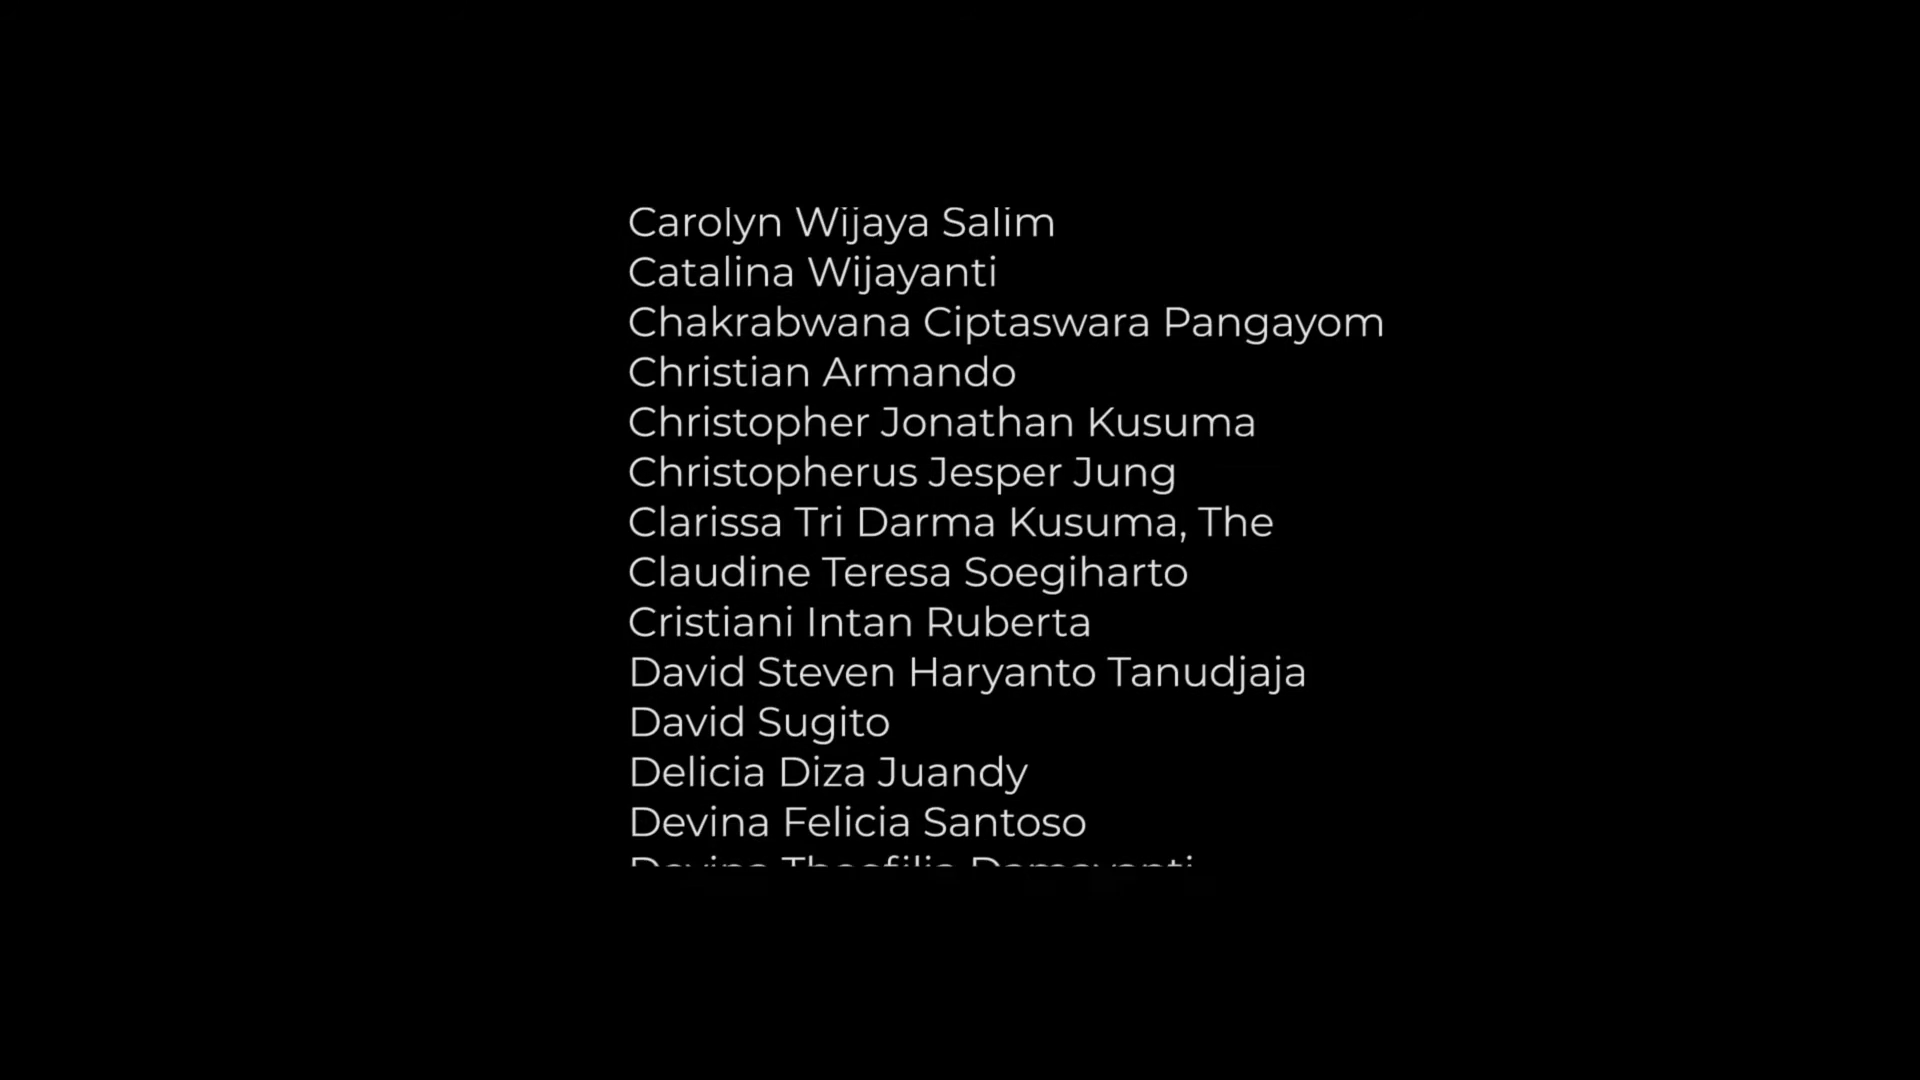 Carolyn Wijaya Salim
Catalina Wijayanti
Chakrabwana Ciptaswara Pangayom
Christian Armando
Christopher Jonathan Kusuma
Christopherus Jesper Jung
Clarissa Tri Darma Kusuma, The
Claudine Teresa Soegiharto
Cristiani Intan Ruberta
David Steven Haryanto Tanudjaja
David Sugito
Delicia Diza Juandy
Devina Felicia Santoso